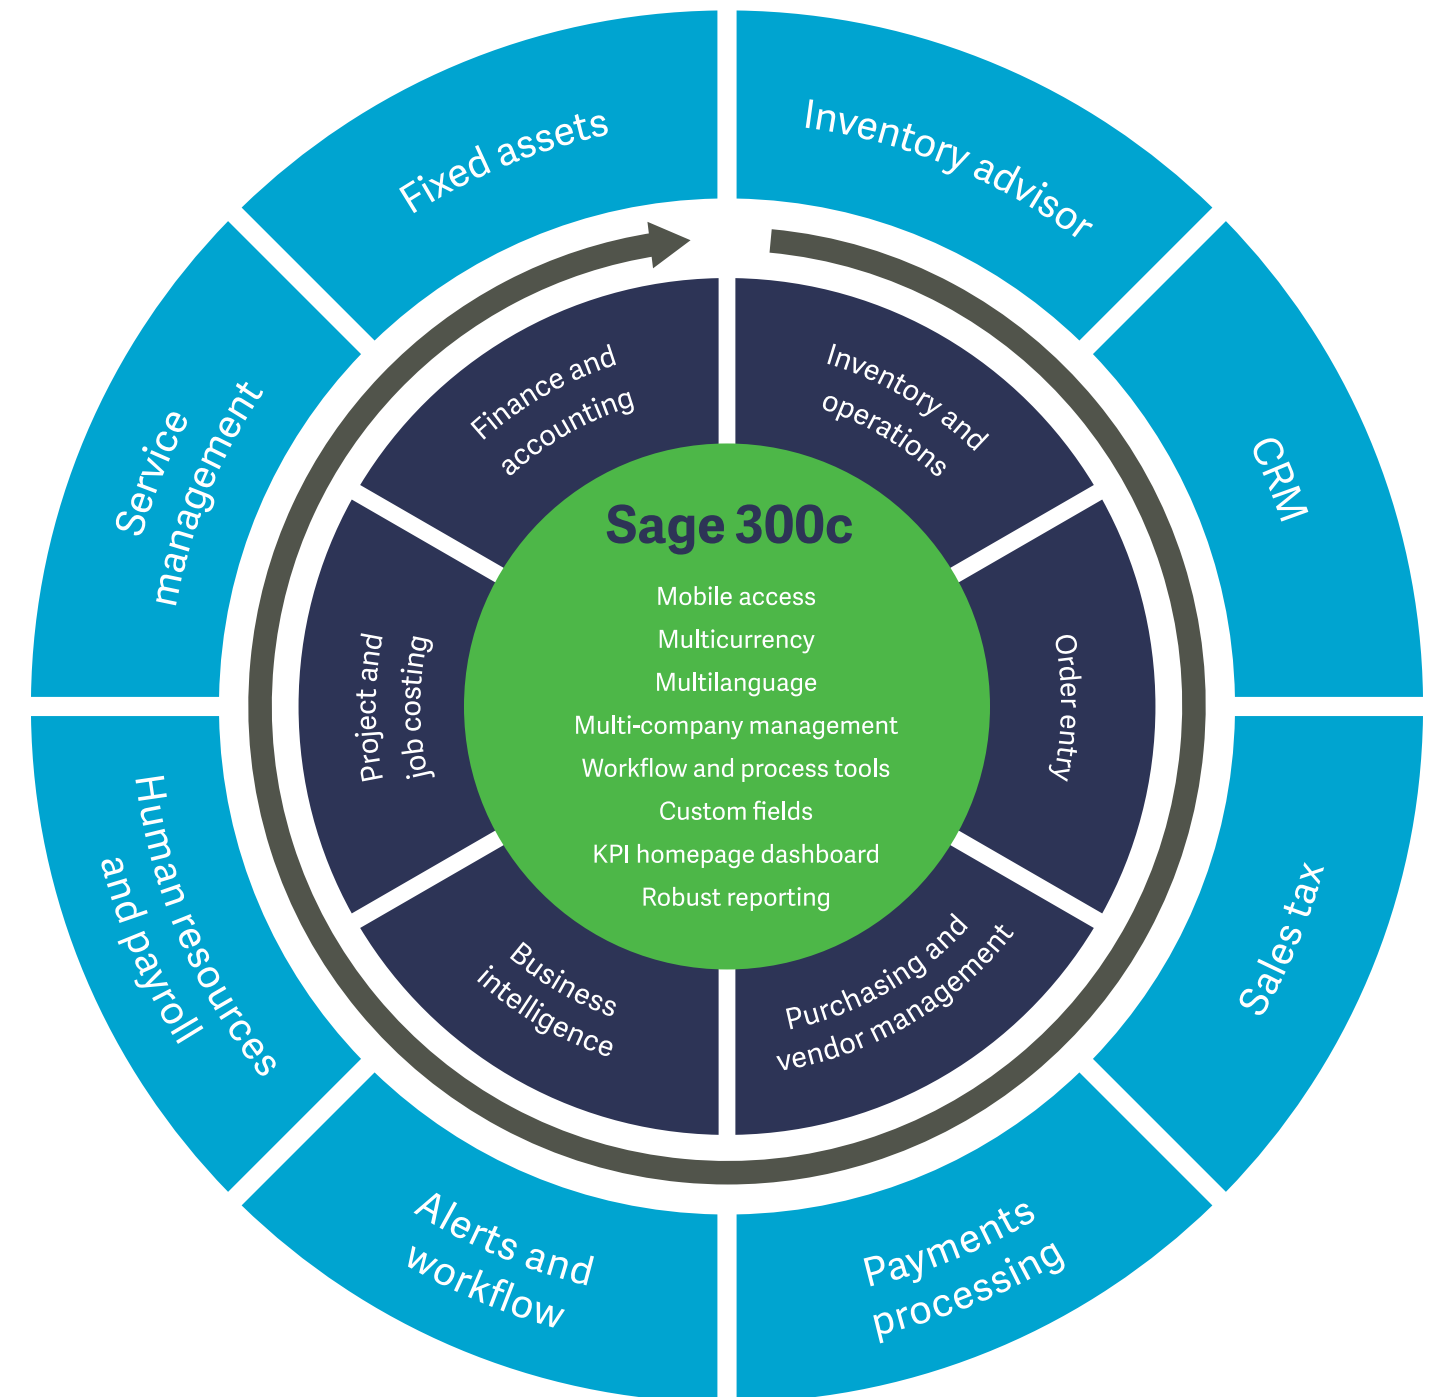 Fixed assets
Inventory advisor
CRM
Sales tax
Payments
processing
Alerts and
workflow
Human resources
and payroll
Service
management
Finance and
accounting
Inventory and
operations
Order entry
Purchasing and
vendor management
Business
intelligence
Project and
job costing
Sage 300c
Mobile access
Multicurrency
Multilanguage
Multi-company management
Workflow and process tools
Custom fields
KPI homepage dashboard
Robust reporting